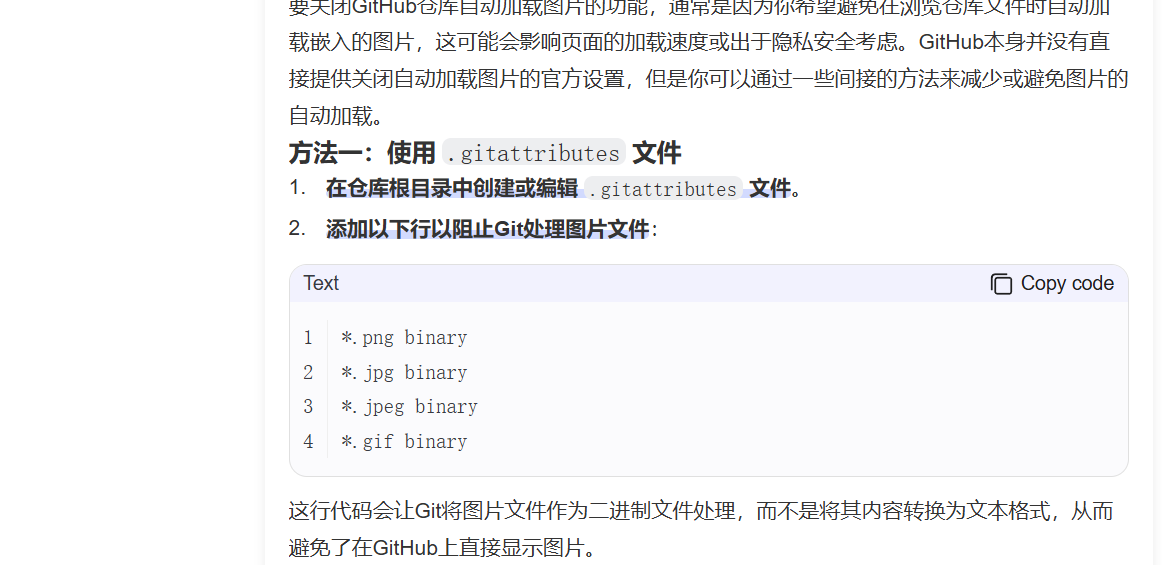 要关闭GitHub仓库自动加载图片的功能，通常是因为你希望避免在浏览仓库文件时自动加
载嵌入的图片，这可能会影响页面的加载速度或出于隐私安全考虑。GitHub本身并没有直
接提供关闭自动加载图片的官方设置，但是你可以通过一些间接的方法来减少或避免图片的
自动加载。
方法一：使用 .gitattributes 文件
1. 在仓库根目录中创建或编辑 .gitattributes 文件。
2. 添加以下行以阻止Git处理图片文件：
Text Copy code
1 *.png binary
2 *.jpg binary
3 *.jpeg binary
4 *.gif binary
这行代码会让Git将图片文件作为二进制文件处理，而不是将其内容转换为文本格式，从而
避免了在GitHub上直接显示图片。